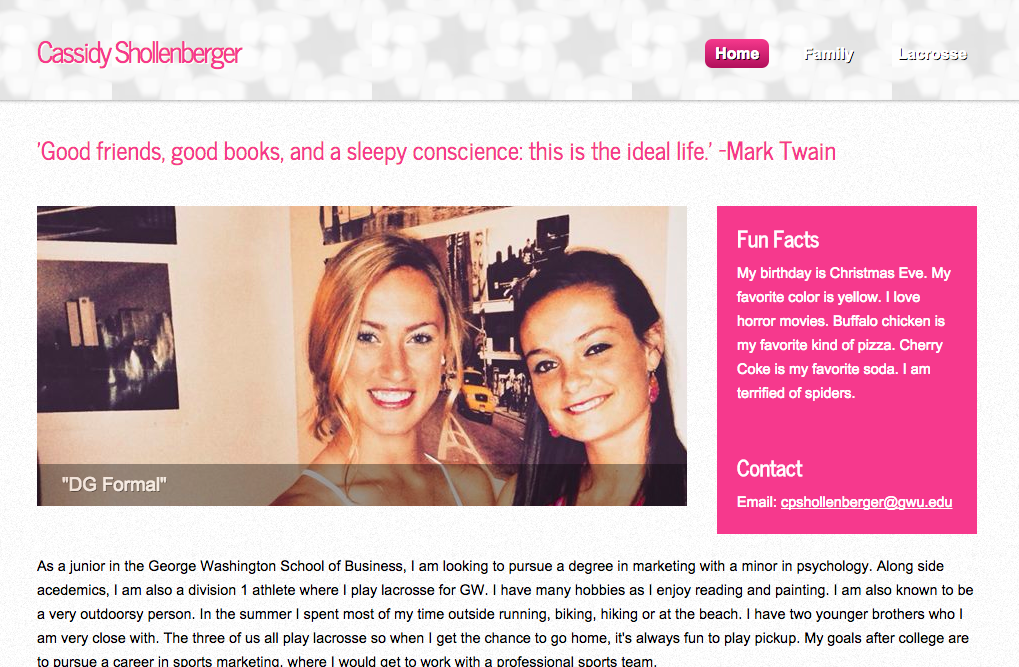 Cassidy Shollenberger
Home Family Lacrosse
'Good friends, good books, and a sleepy conscience: this is the ideal life.' -Mark Twain
"DG Formal"
Fun Facts
My birthday is Christmas Eve. My
favorite color is yellow. I love
horror movies. Buffalo chicken is
my favorite kind of pizza. Cherry
Coke is my favorite soda. I am
terrified of spiders.
Contact
Email: cpshollenberger@gwu.edu
As a junior in the George Washington School of Business, I am looking to pursue a degree in marketing with a minor in psychology. Along side
acedemics, I am also a division 1 athlete where I play lacrosse for GW. I have many hobbies as I enjoy reading and painting. I am also known to be
a very outdoorsy person. In the summer I spent most of my time outside running, biking, hiking or at the beach. I have two younger brothers who I
am very close with. The three of us all play lacrosse so when I get the chance to go home, it's always fun to play pickup. My goals after college are
to pursue a career in sports marketing, where I would get to work with a professional sports team.